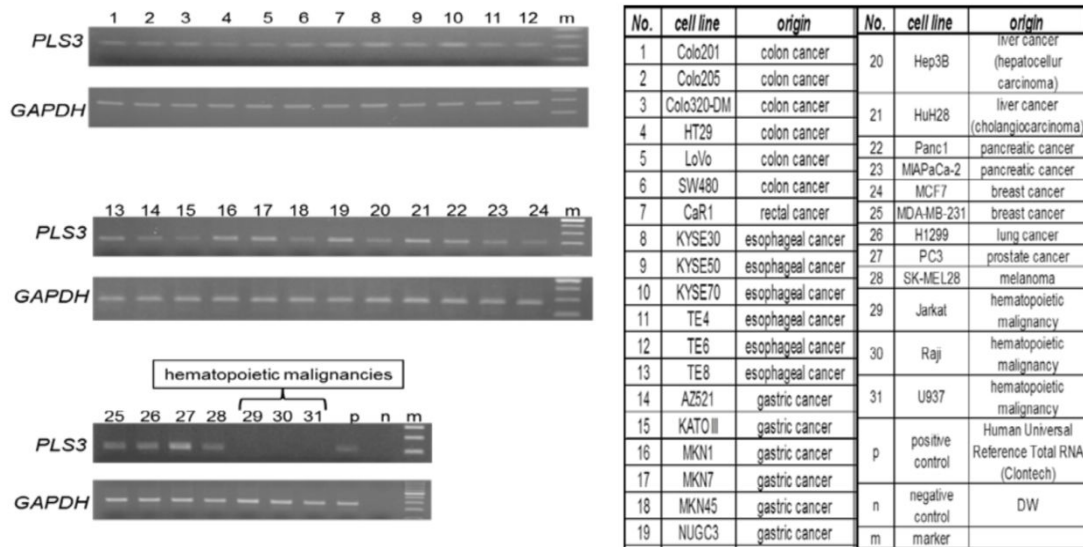 1 2 3 4 5 6 7 8 9 10 11 12 m
PLS3
GAPDH
13 14 15 16 17 18 19 20 21 22 23 24 m
PLS3
GAPDH
hematopoietic malignancies
25 26 27 28 29 30 31 p n m
PLS3
GAPDH
No. cell line origin
1 Colo201 colon cancer
2 Colo205 colon cancer
3 Colo320-DM colon cancer
4 HT29 colon cancer
5 LoVo colon cancer
6 SW480 colon cancer
7 CaR1 rectal cancer
8 KYSE30 esophageal cancer
9 KYSE50 esophageal cancer
10 KYSE70 esophageal cancer
11 TE4 esophageal cancer
12 TE6 esophageal cancer
13 TE8 esophageal cancer
14 AZ521 gastric cancer
15 KATO III gastric cancer
16 MKN1 gastric cancer
17 MKN7 gastric cancer
18 MKN45 gastric cancer
19 NUGC3 gastric cancer
No. cell line origin
liver cancer
20 Hep3B (hepatocellur
carcinoma)
21 HuH28 liver cancer
(cholangiocarcinoma)
22 Panc1 pancreatic cancer
23 MIAPaCa-2 pancreatic cancer
24 MCF7 breast cancer
25 MDA-MB-231 breast cancer
26 H1299 lung cancer
27 PC3 prostate cancer
28 SK-MEL28 melanoma
29 Jarkat hematopoietic
malignancy
30 Raji hematopoietic
malignancy
31 U937 hematopoietic
malignancy
p positive control Human Universal
Reference Total RNA
(Clontech)
n negative control DW
m marker